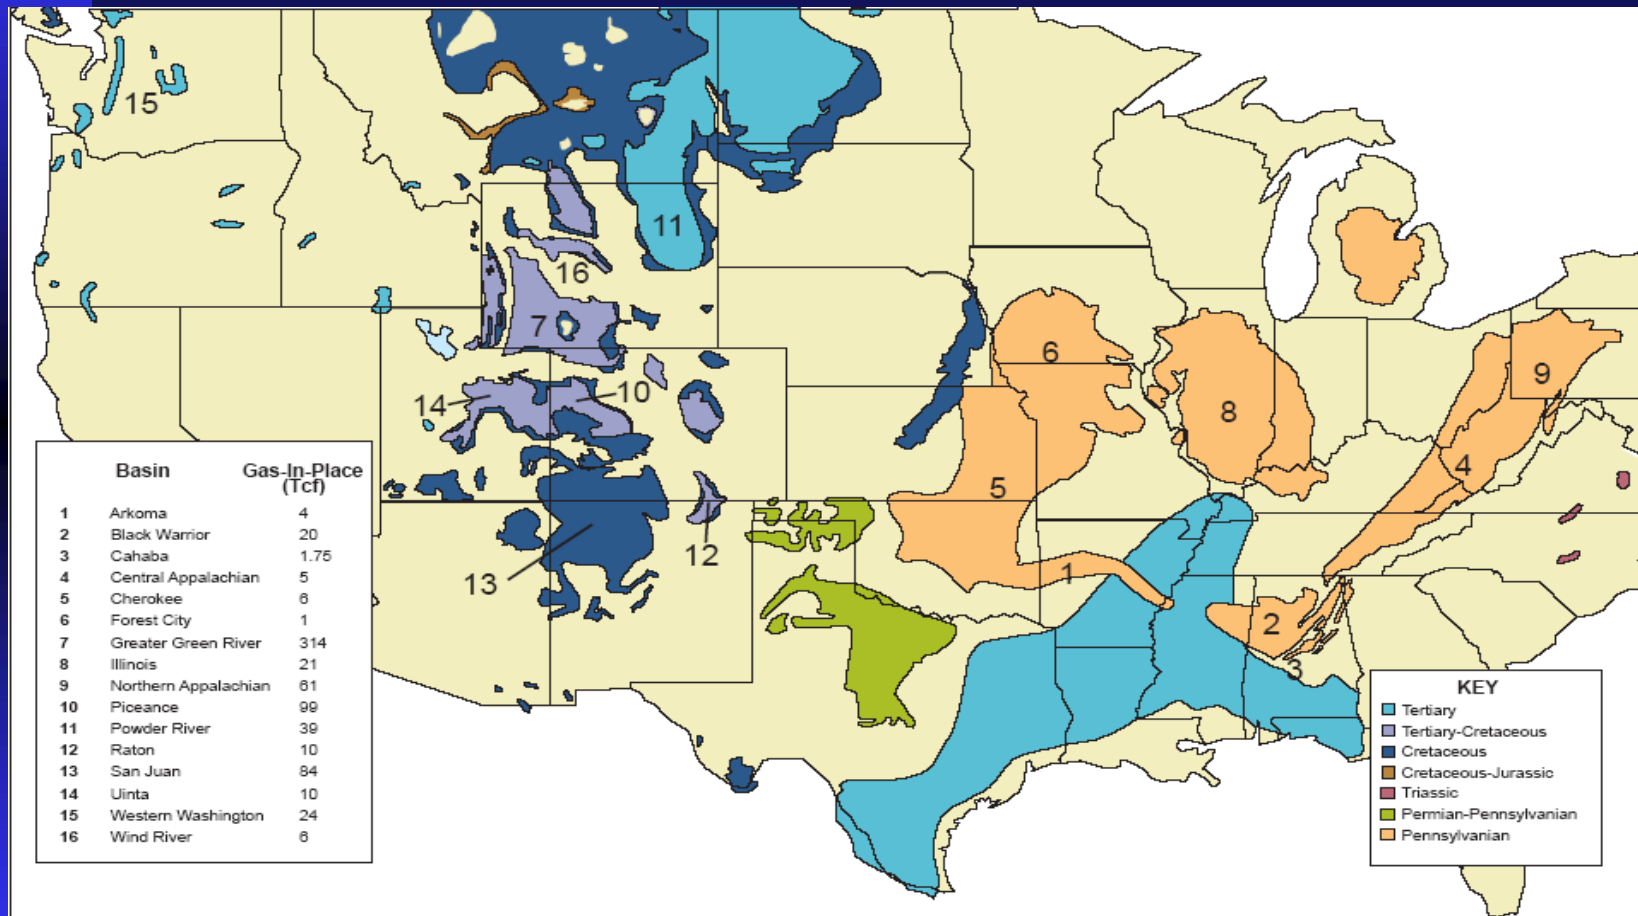 15
11
16
7
6
9
14
10
8
4
5
13
12
1
2
3
Basin Gas-In-Place
(Tcf)
1 Arkoma 4
2 Black Warrior 20
3 Cahaba 1.75
4 Central Appalachian 5
5 Cherokee 6
6 Forest City 1
7 Greater Green River 314
8 Illinois 21
9 Northern Appalachian 61
10 Piceance 99
11 Powder River 39
12 Raton 10
13 San Juan 84
14 Uinta 10
15 Western Washington 24
16 Wind River 6
KEY
Tertiary
Tertiary-Cretaceous
Cretaceous
Cretaceous-Jurassic
Triassic
Permian-Pennsylvanian
Pennsylvanian